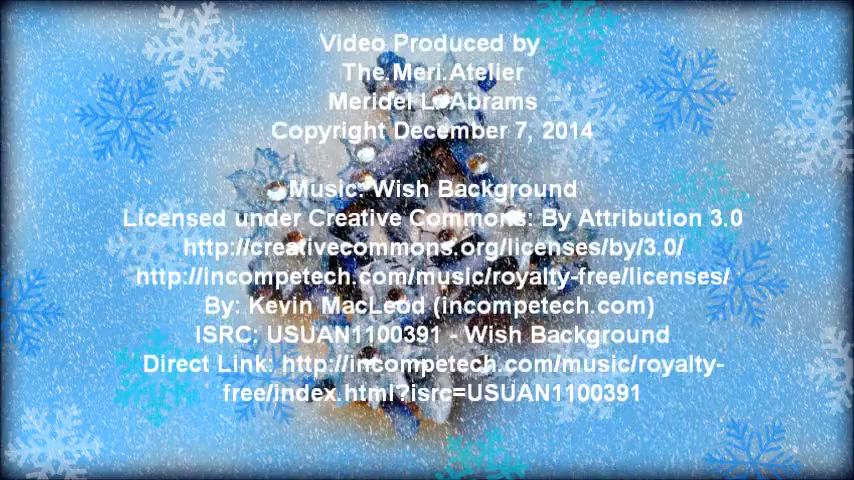 Video Produced by
The.Meri.Atelier
Meridel L. Abrams
Copyright December 7, 2014
Music: Wish Background
Licensed under Creative Commons: By Attribution 3.0
http://creativecommons.org/licenses/by/3.0/
http://incompetech.com/music/royalty-free/licenses/
By: Kevin MacLeod (incompetech.com)
ISRC: USUAN1100391 - Wish Background
Direct Link: http://incompetech.com/music/royalty-
free/index.html?isrc=USUAN1100391